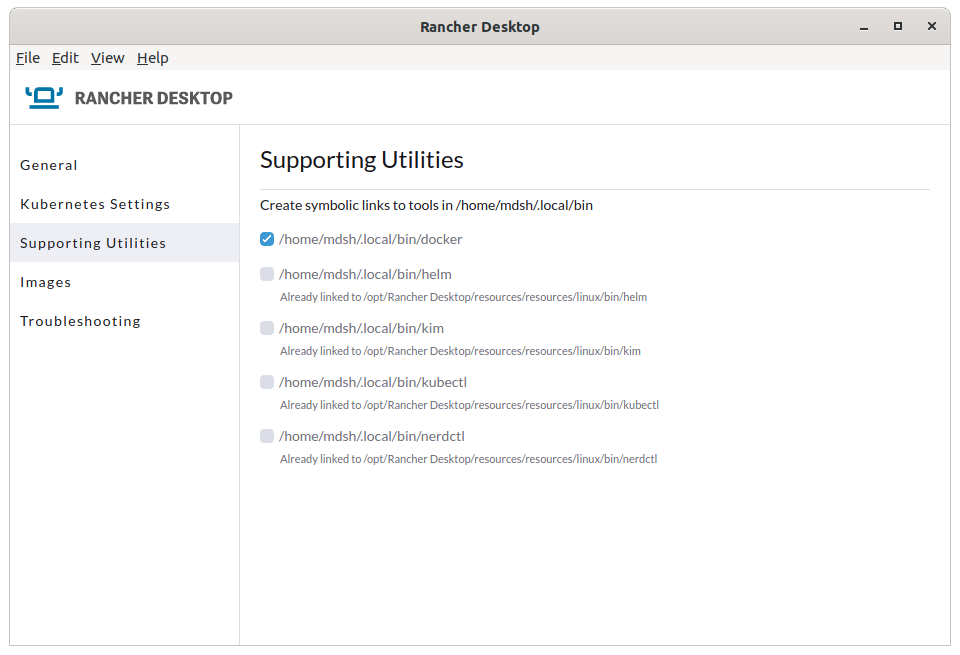 Rancher Desktop
File Edit View Help
RANCHER DESKTOP
General
Kubernetes Settings
Supporting Utilities
Images
Troubleshooting
Supporting Utilities
Create symbolic links to tools in /home/mdsh/.local/bin
/home/mdsh/.local/bin/docker
/home/mdsh/.local/bin/helm
Already linked to /opt/Rancher Desktop/resources/resources/linux/bin/helm
/home/mdsh/.local/bin/kim
Already linked to /opt/Rancher Desktop/resources/resources/linux/bin/kim
/home/mdsh/.local/bin/kubectl
Already linked to /opt/Rancher Desktop/resources/resources/linux/bin/kubectl
/home/mdsh/.local/bin/nerdctl
Already linked to /opt/Rancher Desktop/resources/resources/linux/bin/nerdctl